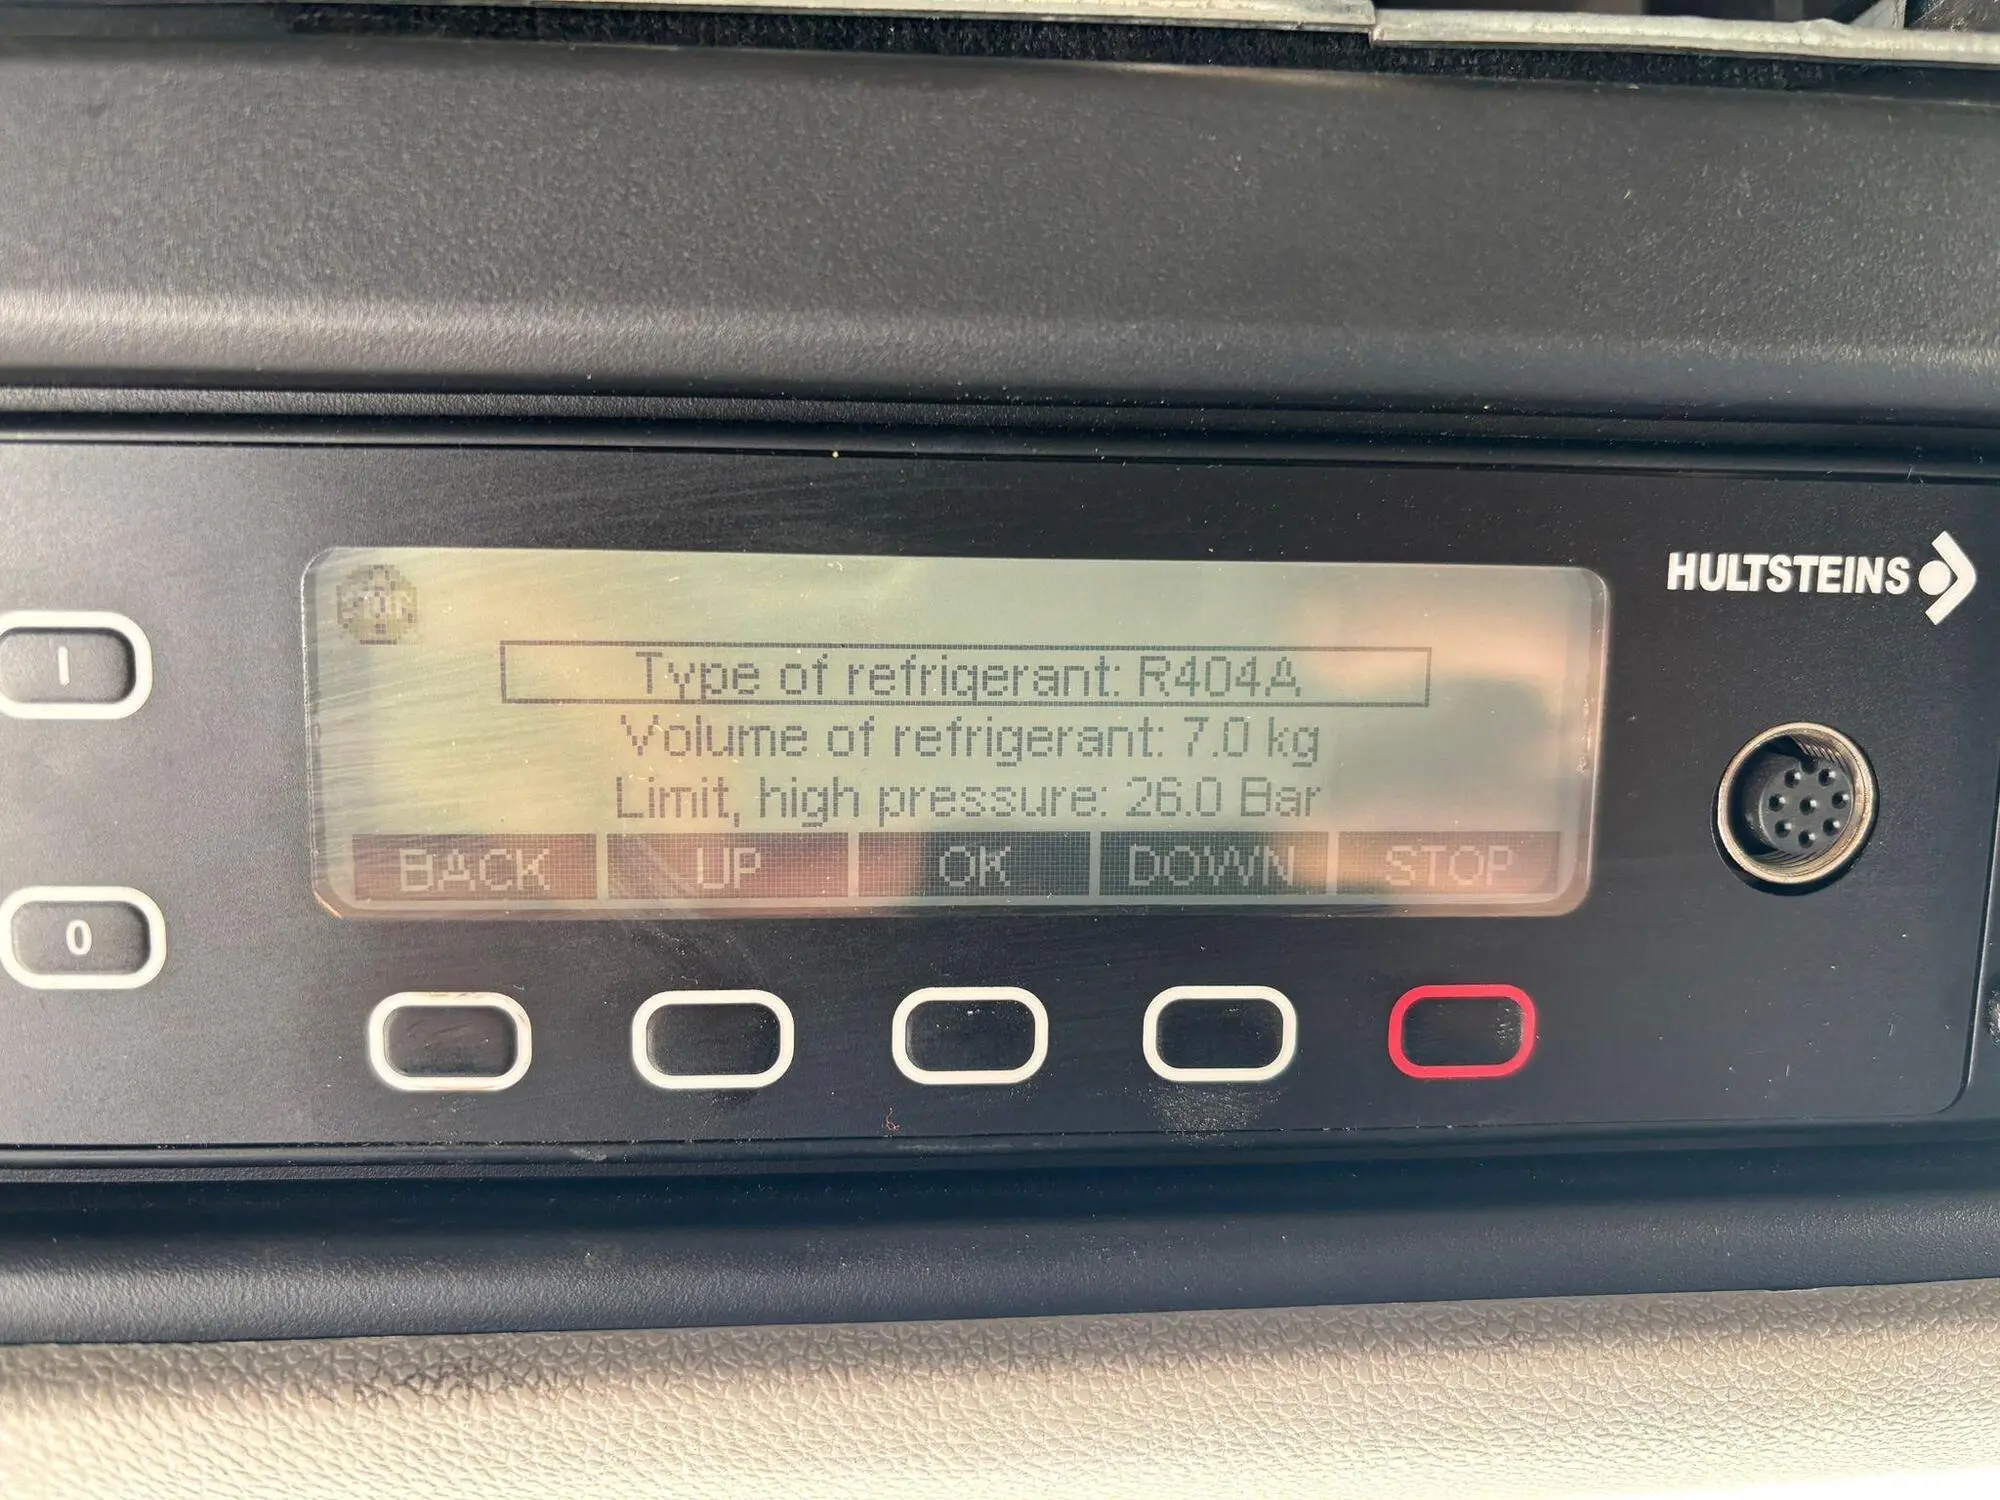 HULTSTEINS
Type of refrigerant: R404A
Volume of refrigerant: 7.0 kg
Limit, high pressure: 26.0 Bar
BACK UP OK DOWN STOP
I
0